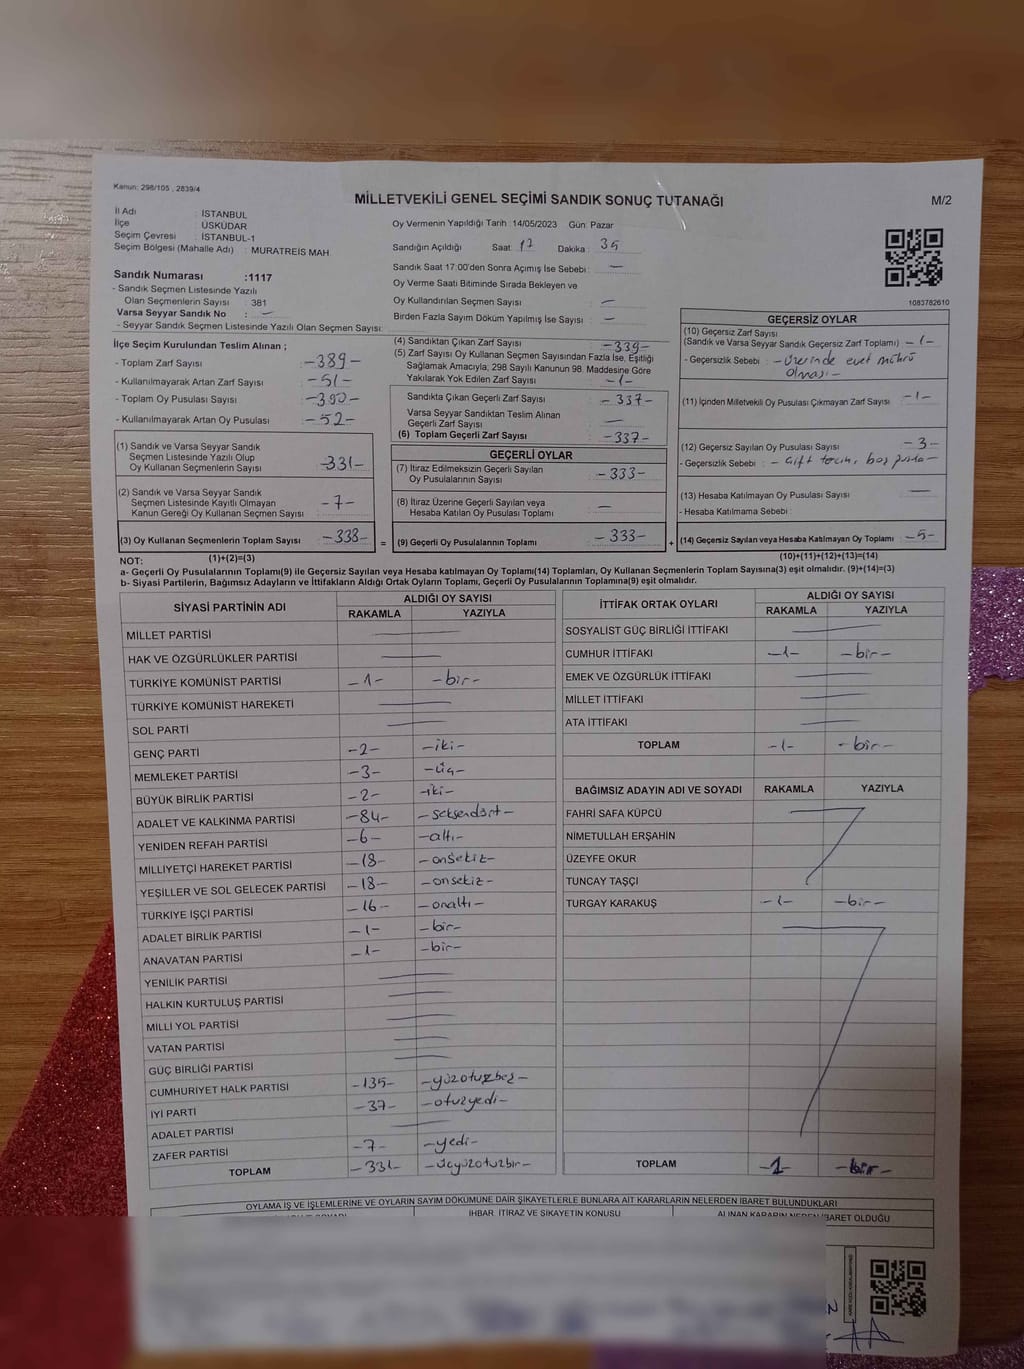 Kanun: 298/105 , 2839/4
MİLLETVEKİLİ GENEL SEÇİMİ SANDIK SONUÇ TUTANAĞI
M/2
İl Adı : İSTANBUL
İlçe : ÜSKÜDAR
Seçim Çevresi : İSTANBUL-1
Seçim Bölgesi (Mahalle Adı) : MURATREİS MAH.
Sandık Numarası :1117
- Sandık Seçmen Listesinde Yazılı
Olan Seçmenlerin Sayısı : 381
Varsa Seyyar Sandık No : —
- Seyyar Sandık Seçmen Listesinde Yazılı Olan Seçmen Sayısı:
Oy Vermenin Yapıldığı Tarih :14/05/2023 Gün: Pazar
Sandığın Açıldığı Saat: 17 Dakika : 35
Sandık Saat 17:00'den Sonra Açımış İse Sebebi : —
Oy Verme Saati Bitiminde Sırada Bekleyen ve
Oy Kullandırılan Seçmen Sayısı : —
Birden Fazla Sayım Döküm Yapılmış İse Sayısı : —
1083782610
İlçe Seçim Kurulundan Teslim Alınan ;
- Toplam Zarf Sayısı : -389-
- Kullanılmayarak Artan Zarf Sayısı : -51-
- Toplam Oy Pusulası Sayısı : -390-
- Kullanılmayarak Artan Oy Pusulası : -52-
(4) Sandıktan Çıkan Zarf Sayısı : -339-
(5) Zarf Sayısı Oy Kullanan Seçmen Sayısından Fazla İse, Eşitliği
Sağlamak Amacıyla; 298 Sayılı Kanunun 98. Maddesine Göre
Yakılarak Yok Edilen Zarf Sayısı : -1-
Sandıkta Çıkan Geçerli Zarf Sayısı : -337-
Varsa Seyyar Sandıktan Teslim Alınan
Geçerli Zarf Sayısı : —
(6) Toplam Geçerli Zarf Sayısı : -337-
GEÇERSİZ OYLAR
(10) Geçersiz Zarf Sayısı
(Sandık ve Varsa Seyyar Sandık Geçersiz Zarf Toplamı) : -1-
- Geçersizlik Sebebi : -üzerinde evet mührü
olması-
(11) İçinden Milletvekili Oy Pusulası Çıkmayan Zarf Sayısı : -1-
(12) Geçersiz Sayılan Oy Pusulası Sayısı : -3-
- Geçersizlik Sebebi : - çift tercih, boş pusula-
(13) Hesaba Katılmayan Oy Pusulası Sayısı : —
- Hesaba Katılmama Sebebi :
(14) Geçersiz Sayılan veya Hesaba Katılmayan Oy Toplamı : -5-
(10)+(11)+(12)+(13)=(14)
(1) Sandık ve Varsa Seyyar Sandık
Seçmen Listesinde Yazılı Olup
Oy Kullanan Seçmenlerin Sayısı : -331-
(2) Sandık ve Varsa Seyyar Sandık
Seçmen Listesinde Kayıtlı Olmayan
Kanun Gereği Oy Kullanan Seçmen Sayısı : -7-
(3) Oy Kullanan Seçmenlerin Toplam Sayısı : -338- =
(1)+(2)=(3)
GEÇERLİ OYLAR
(7) İtiraz Edilmeksizin Geçerli Sayılan
Oy Pusulalarının Sayısı : -333-
(8) İtiraz Üzerine Geçerli Sayılan veya
Hesaba Katılan Oy Pusulası Toplamı : —
(9) Geçerli Oy Pusulalarının Toplamı : -333- +
NOT:
a- Geçerli Oy Pusulalarının Toplamı(9) ile Geçersiz Sayılan veya Hesaba katılmayan Oy Toplamı(14) Toplamları, Oy Kullanan Seçmenlerin Toplam Sayısına(3) eşit olmalıdır. (9)+(14)=(3)
b- Siyasi Partilerin, Bağımsız Adayların ve İttifakların Aldığı Ortak Oyların Toplamı, Geçerli Oy Pusulalarının Toplamına(9) eşit olmalıdır.
SİYASİ PARTİNİN ADI ALDIĞI OY SAYISI
RAKAMLA YAZIYLA
MİLLET PARTİSİ
HAK VE ÖZGÜRLÜKLER PARTİSİ
TÜRKİYE KOMÜNİST PARTİSİ -1- -bir-
TÜRKİYE KOMÜNİST HAREKETİ
SOL PARTİ
GENÇ PARTİ -2- -iki-
MEMLEKET PARTİSİ -3- -üç-
BÜYÜK BİRLİK PARTİSİ -2- -iki-
ADALET VE KALKINMA PARTİSİ -84- -seksendört-
YENİDEN REFAH PARTİSİ -6- -altı-
MİLLİYETÇİ HAREKET PARTİSİ -18- -onsekiz-
YEŞİLLER VE SOL GELECEK PARTİSİ -18- -onsekiz-
TÜRKİYE İŞÇİ PARTİSİ -16- -onaltı-
ADALET BİRLİK PARTİSİ -1- -bir-
ANAVATAN PARTİSİ -1- -bir-
YENİLİK PARTİSİ
HALKIN KURTULUŞ PARTİSİ
MİLLİ YOL PARTİSİ
VATAN PARTİSİ
GÜÇ BİRLİĞİ PARTİSİ
CUMHURİYET HALK PARTİSİ -135- -yüzotuzbeş-
İYİ PARTİ -37- -otuzyedi-
ADALET PARTİSİ
ZAFER PARTİSİ -7- -yedi-
TOPLAM -331- -üçyüzotuzbir-
İTTİFAK ORTAK OYLARI ALDIĞI OY SAYISI
RAKAMLA YAZIYLA
SOSYALİST GÜÇ BİRLİĞİ İTTİFAKI
CUMHUR İTTİFAKI -1- -bir-
EMEK VE ÖZGÜRLÜK İTTİFAKI
MİLLET İTTİFAKI
ATA İTTİFAKI
TOPLAM -1- -bir-
BAĞIMSIZ ADAYIN ADI VE SOYADI RAKAMLA YAZIYLA
FAHRİ SAFA KÜPCÜ
NİMETULLAH ERŞAHİN
ÜZEYFE OKUR
TUNCAY TAŞÇI
TURGAY KARAKUŞ -1- -bir-
TOPLAM -1- -bir-
OYLAMA İŞ VE İŞLEMLERİNE VE OYLARIN SAYIM DÖKÜMÜNE DAİR ŞİKAYETLERLE BUNLARA AİT KARARLARIN NELERDEN İBARET BULUNDUKLARI
İHBAR, İTİRAZ VE ŞİKAYETİN KONUSU
ALINAN KARARIN NEDEN İBARET OLDUĞU